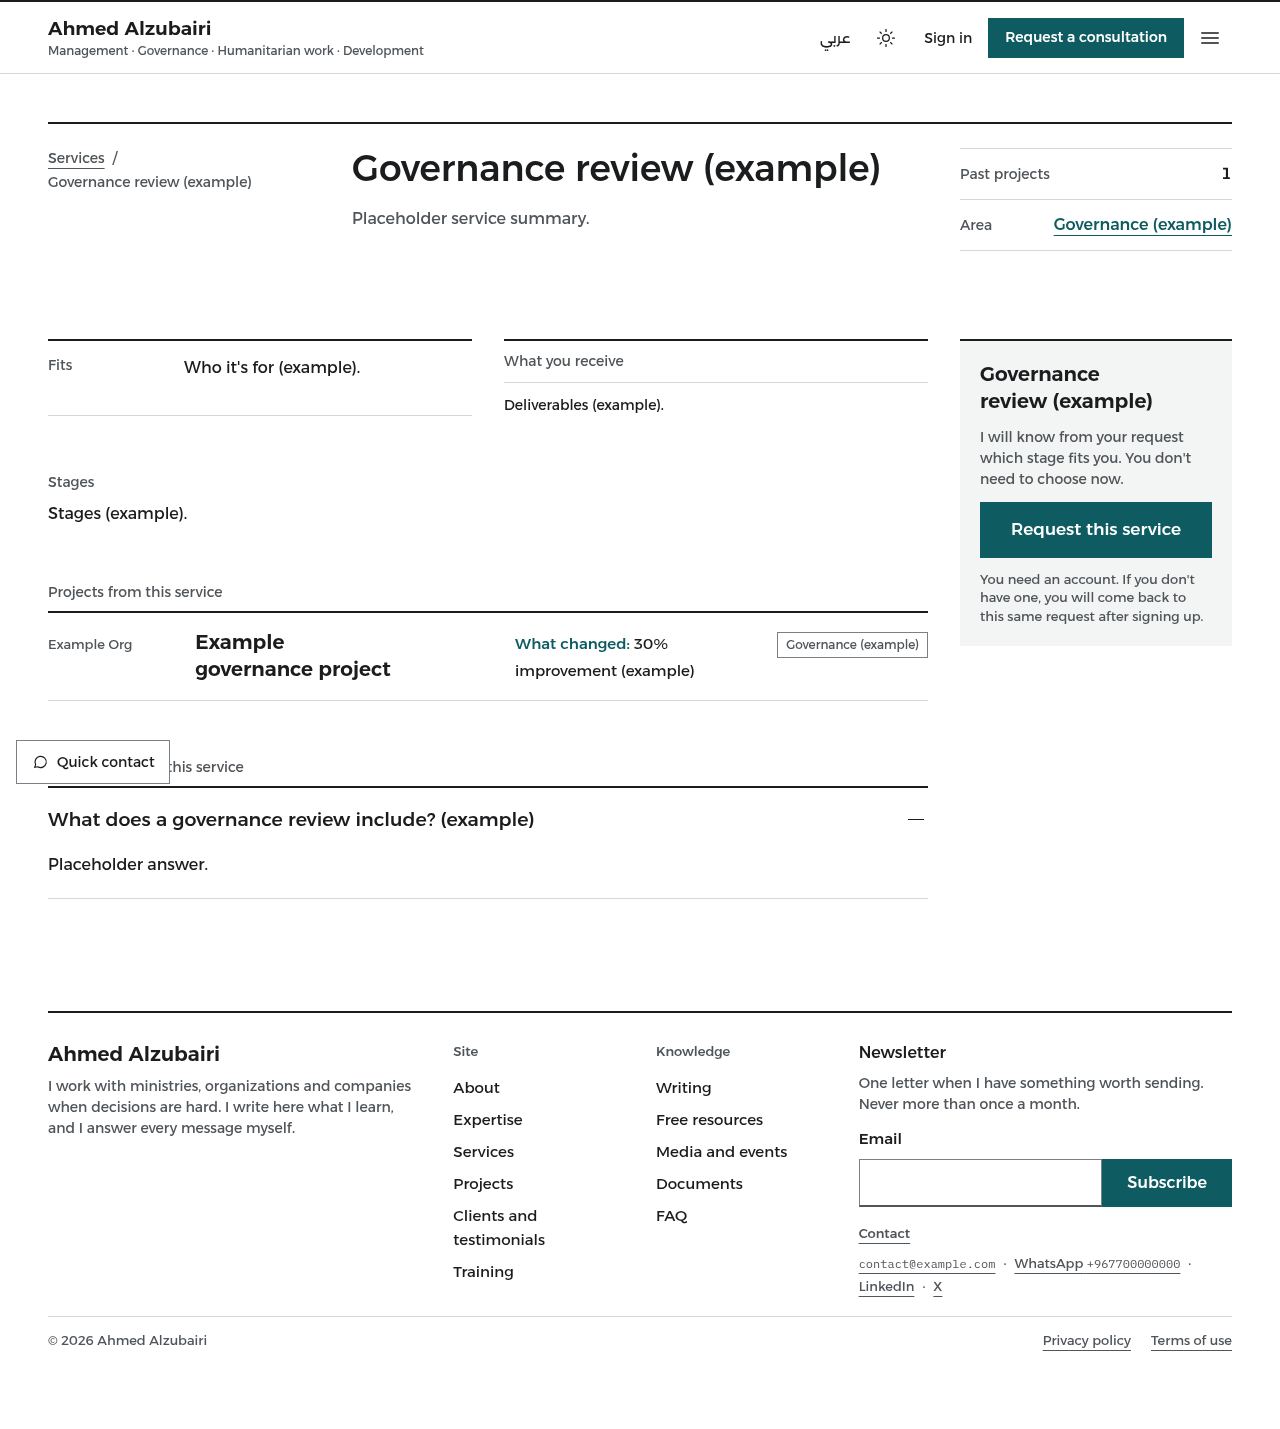 Ahmed Alzubairi
Management · Governance · Humanitarian work · Development
عربي
Sign in
Request a consultation
Services /
Governance review (example)
Governance review (example)
Placeholder service summary.
Past projects 1
Area Governance (example)
Fits
Who it's for (example).
What you receive
Deliverables (example).
Governance
review (example)
I will know from your request
which stage fits you. You don't
need to choose now.
Request this service
You need an account. If you don't
have one, you will come back to
this same request after signing up.
Stages
Stages (example).
Projects from this service
Example Org
Example
governance project
What changed: 30%
improvement (example)
Governance (example)
Quick contact
this service
What does a governance review include? (example)
Placeholder answer.
Ahmed Alzubairi
I work with ministries, organizations and companies
when decisions are hard. I write here what I learn,
and I answer every message myself.
Site
About
Expertise
Services
Projects
Clients and
testimonials
Training
Knowledge
Writing
Free resources
Media and events
Documents
FAQ
Newsletter
One letter when I have something worth sending.
Never more than once a month.
Email
Subscribe
Contact
contact@example.com · WhatsApp +967700000000 ·
LinkedIn · X
© 2026 Ahmed Alzubairi
Privacy policy
Terms of use